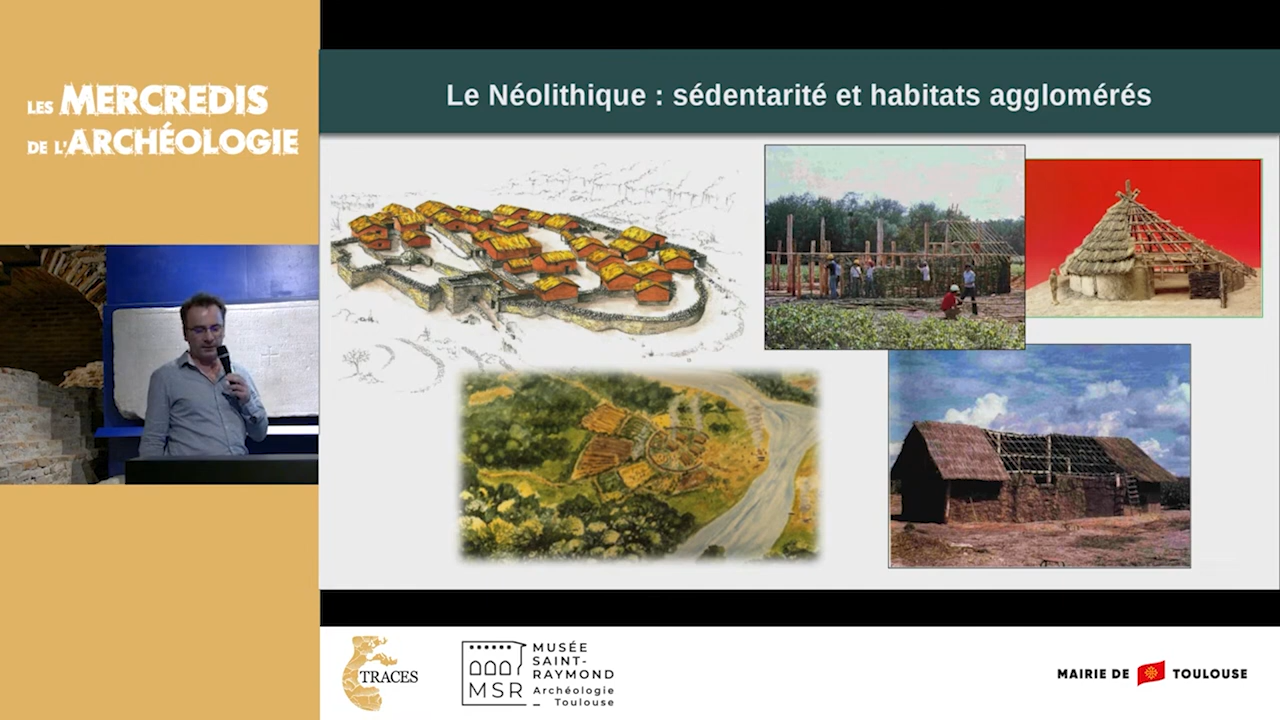 LES MERCREDIS
DE L'ARCHÉOLOGIE
Le Néolithique : sédentarité et habitats agglomérés
TRACES
MSR
MUSÉE
SAINT-
RAYMOND
Archéologie
Toulouse
MAIRIE DE TOULOUSE